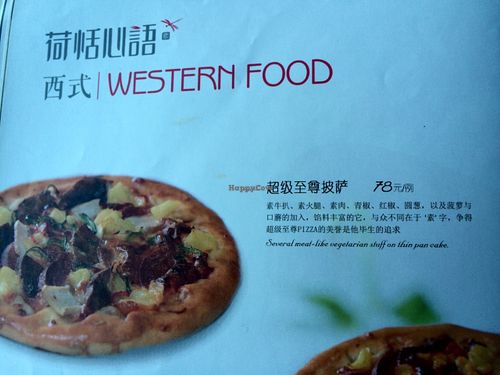 荷恬心語
西式 | WESTERN FOOD
HappyCow
超级至尊披萨 78元/例
素牛扒、素火腿、素肉、青椒、红椒、圆葱，以及菠萝与
口蘑的加入，馅料丰富的它，与众不同在于'素'字，争得
超级至尊PIZZA的美誉是他毕生的追求
Several meat-like vegetarian stuff on thin pan cake.